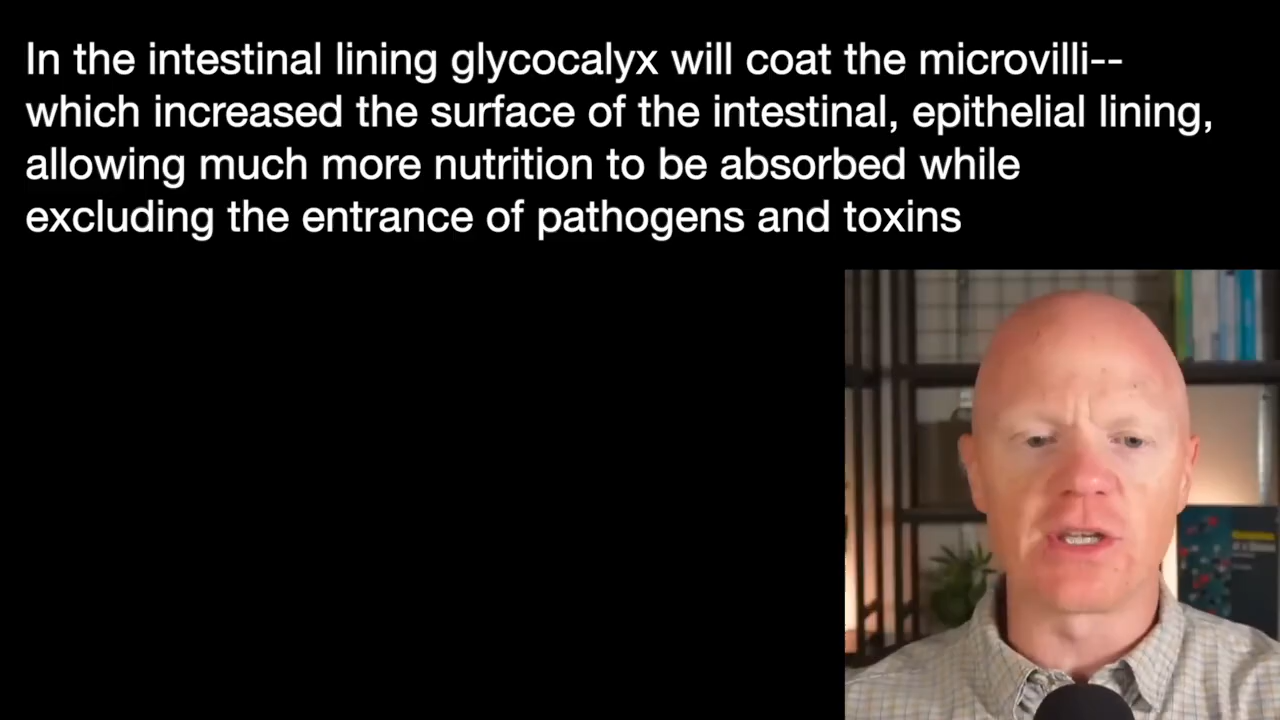 In the intestinal lining glycocalyx will coat the microvilli--
which increased the surface of the intestinal, epithelial lining,
allowing much more nutrition to be absorbed while
excluding the entrance of pathogens and toxins